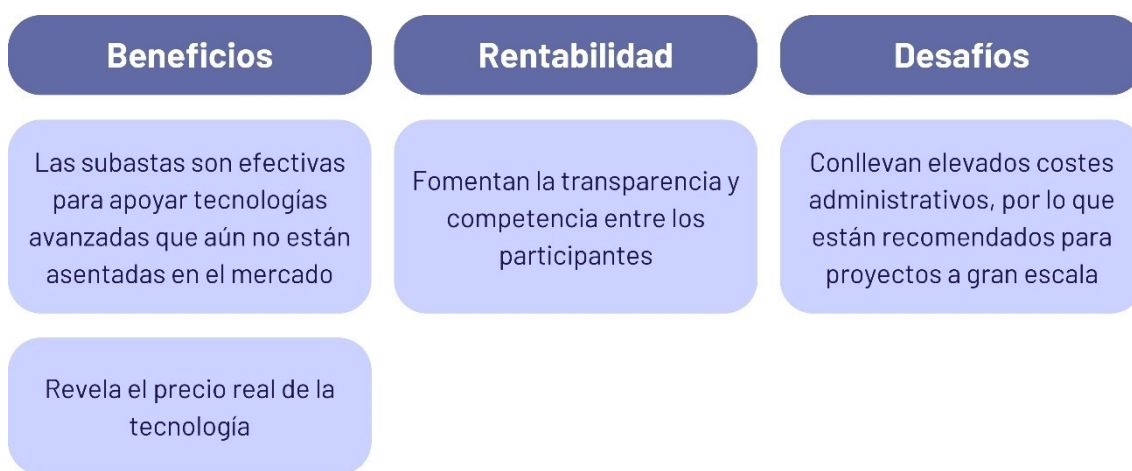 Beneficios
Las subastas son efectivas
para apoyar tecnologías
avanzadas que aún no están
asentadas en el mercado
Revela el precio real de la
tecnología
Rentabilidad
Fomentan la transparencia y
competencia entre los
participantes
Desafíos
Conllevan elevados costes
administrativos, por lo que
están recomendados para
proyectos a gran escala